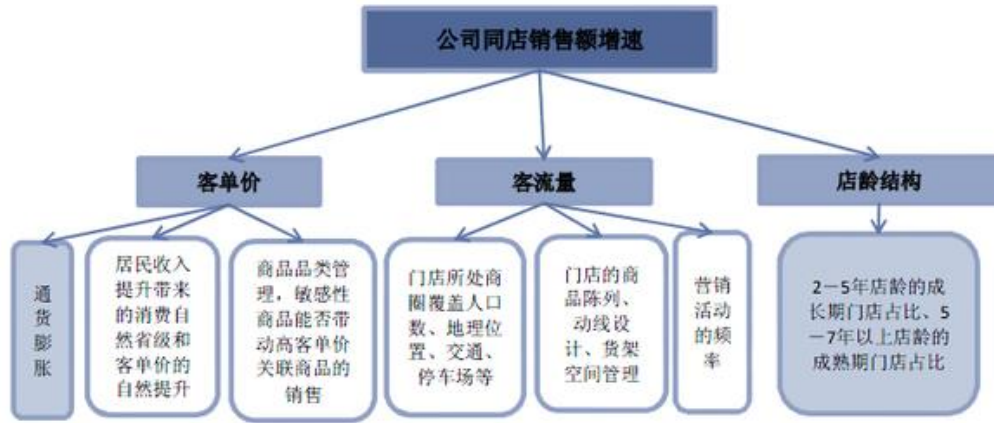 公司同店销售额增速
客单价
客流量
店龄结构
通
货
膨
胀
居民收入
提升带来
的消费自
然省级和
客单价的
自然提升
商品品类管
理，敏感性
商品能否带
动高客单价
关联商品的
销售
门店所处商
圈覆盖人口
数、地理位
置、交通、
停车场等
门店的商
品陈列、
动线设
计、货架
空间管理
营销
活动
的频
率
2－5年店龄的成
长期门店占比、5
－7年以上店龄的
成熟期门店占比